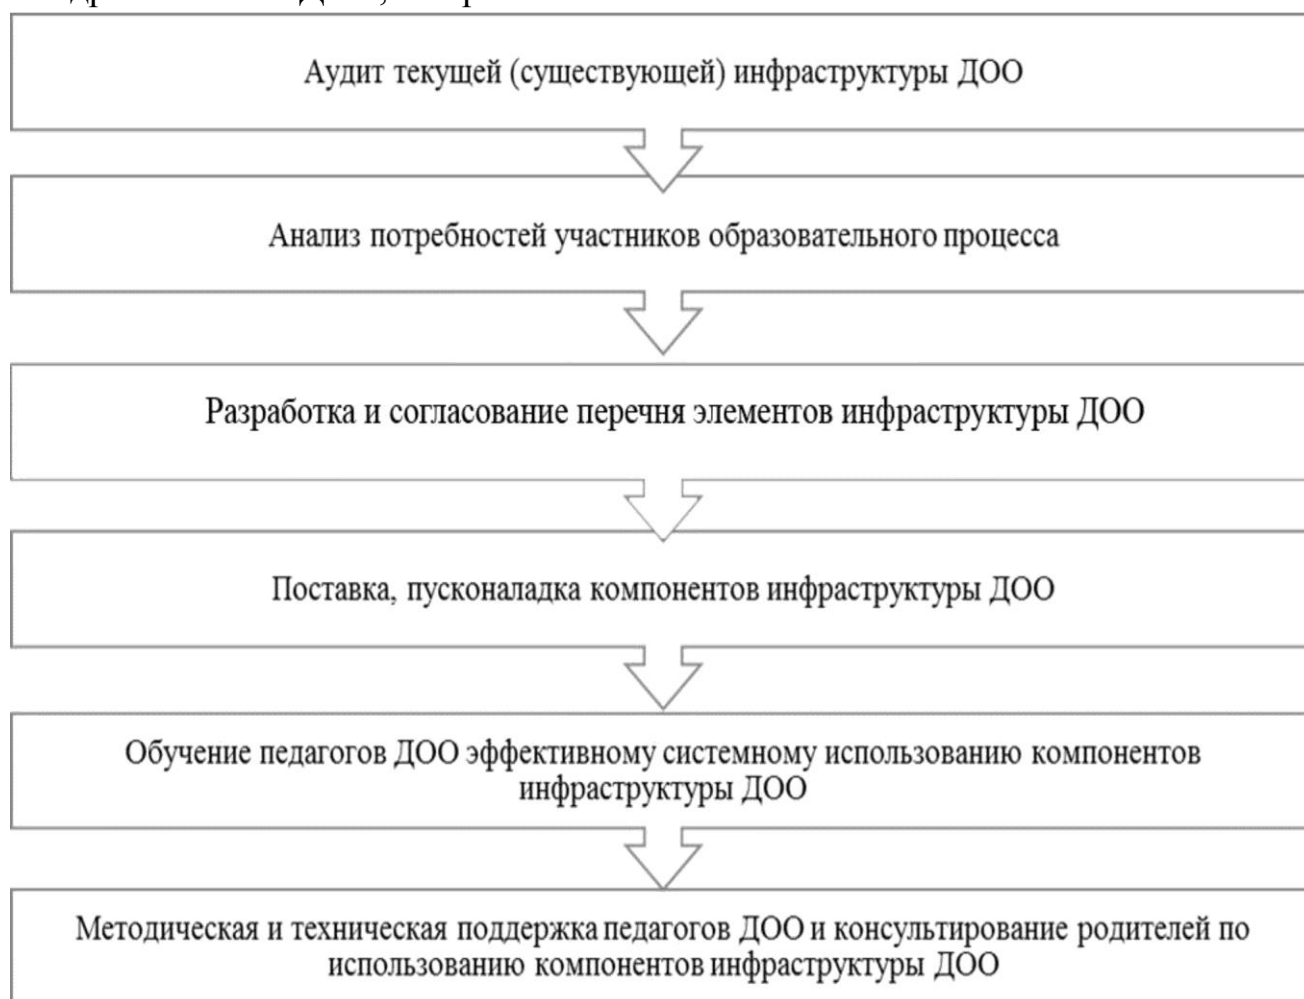 Аудит текущей (существующей) инфраструктуры ДОО
Анализ потребностей участников образовательного процесса
Разработка и согласование перечня элементов инфраструктуры ДОО
Поставка, пусконаладка компонентов инфраструктуры ДОО
Обучение педагогов ДОО эффективному системному использованию компонентов
инфраструктуры ДОО
Методическая и техническая поддержка педагогов ДОО и консультирование родителей по
использованию компонентов инфраструктуры ДОО